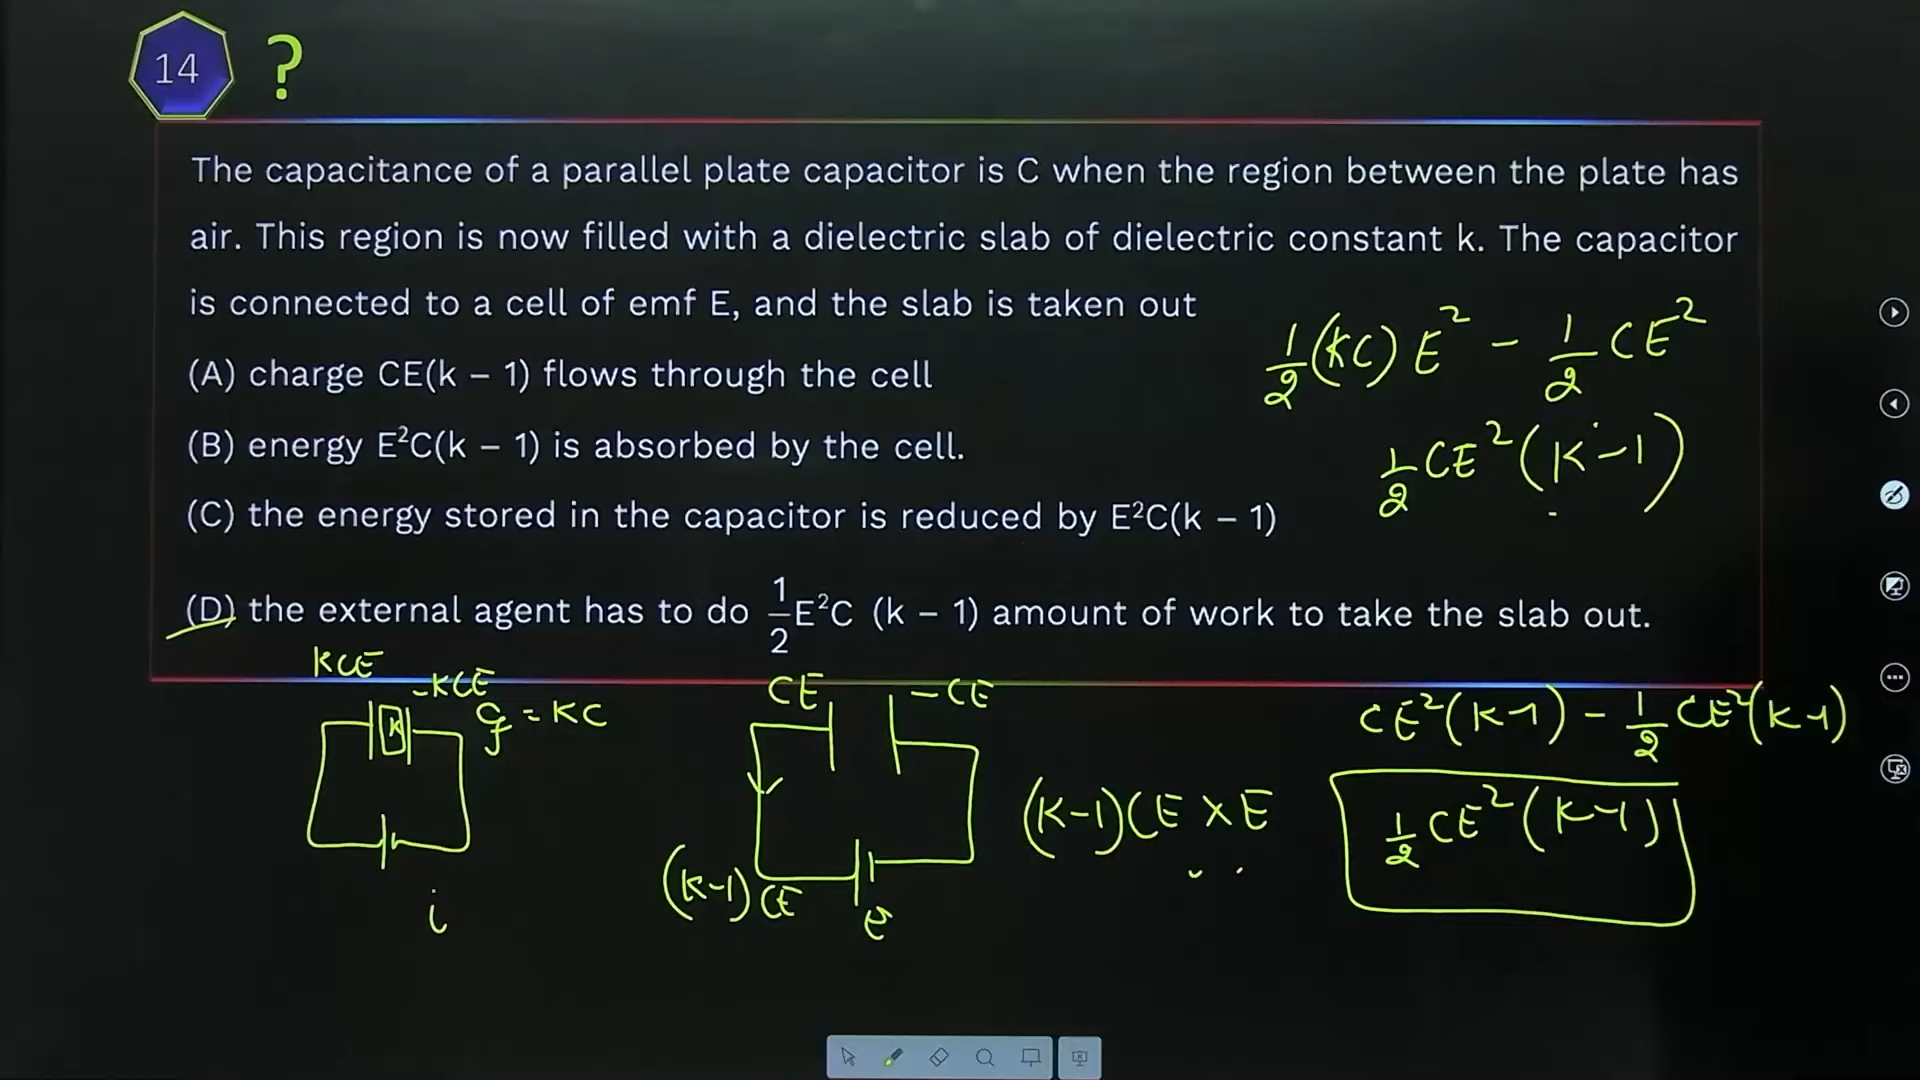 14 ?
The capacitance of a parallel plate capacitor is C when the region between the plate has
air. This region is now filled with a dielectric slab of dielectric constant k. The capacitor
is connected to a cell of emf E, and the slab is taken out
(A) charge CE(k – 1) flows through the cell
(B) energy E²C(k – 1) is absorbed by the cell.
(C) the energy stored in the capacitor is reduced by E²C(k – 1)
(D) the external agent has to do 1/2 E²C (k – 1) amount of work to take the slab out.
1/2 (KC) E² - 1/2 CE²
1/2 CE² (K-1)
KCE
-KCE
K
= KC
i
CE
-CE
(K-1) CE
E
(K-1) CE × E
CE² (K-1) - 1/2 CE² (K-1)
1/2 CE² (K-1)